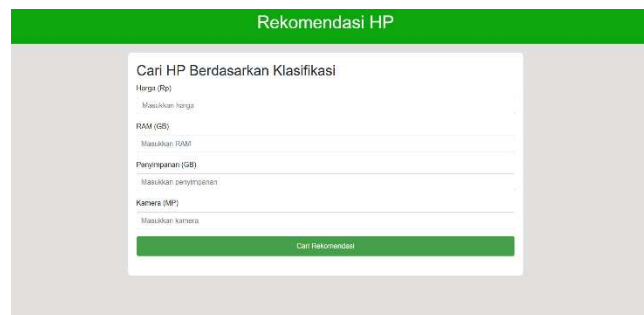 Rekomendasi HP
Cari HP Berdasarkan Klasifikasi
Harga (Rp)
Masukkan harga
RAM (GB)
Masukkan RAM
Penyimpanan (GB)
Masukkan penyimpanan
Kamera (MP)
Masukkan kamera
Cari Rekomendasi